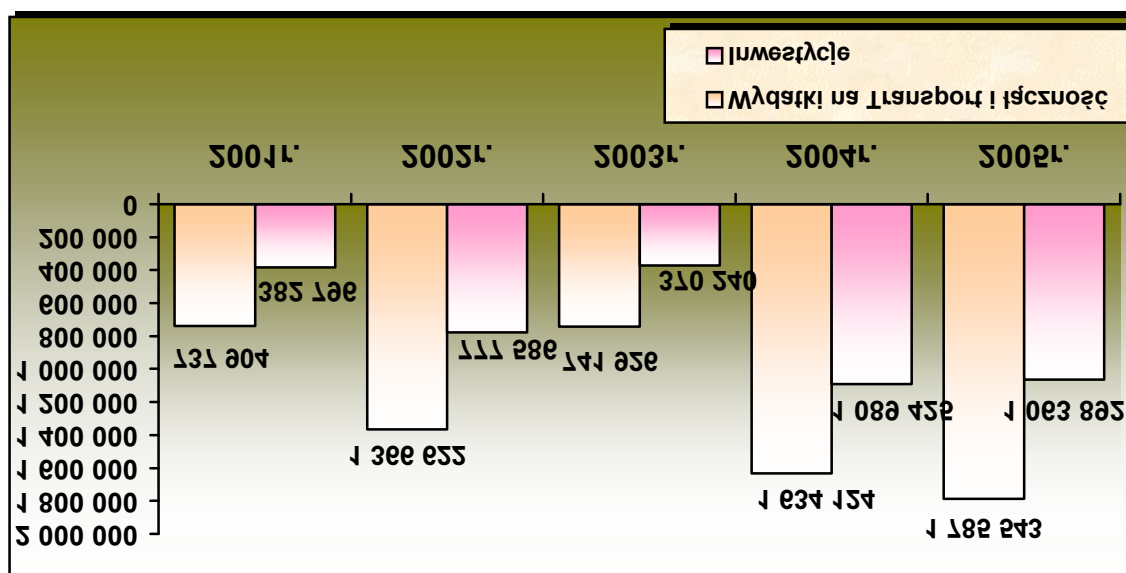 2 000 000
1 800 000
1 600 000
1 400 000
1 200 000
1 000 000
800 000
600 000
400 000
200 000
0
737 904
382 796
1 366 622
777 586
741 926
370 240
1 634 124
1 089 425
1 785 543
1 063 892
2001r. 2002r. 2003r. 2004r. 2005r.
Wydatki na Transport i łączność
Inwestycje